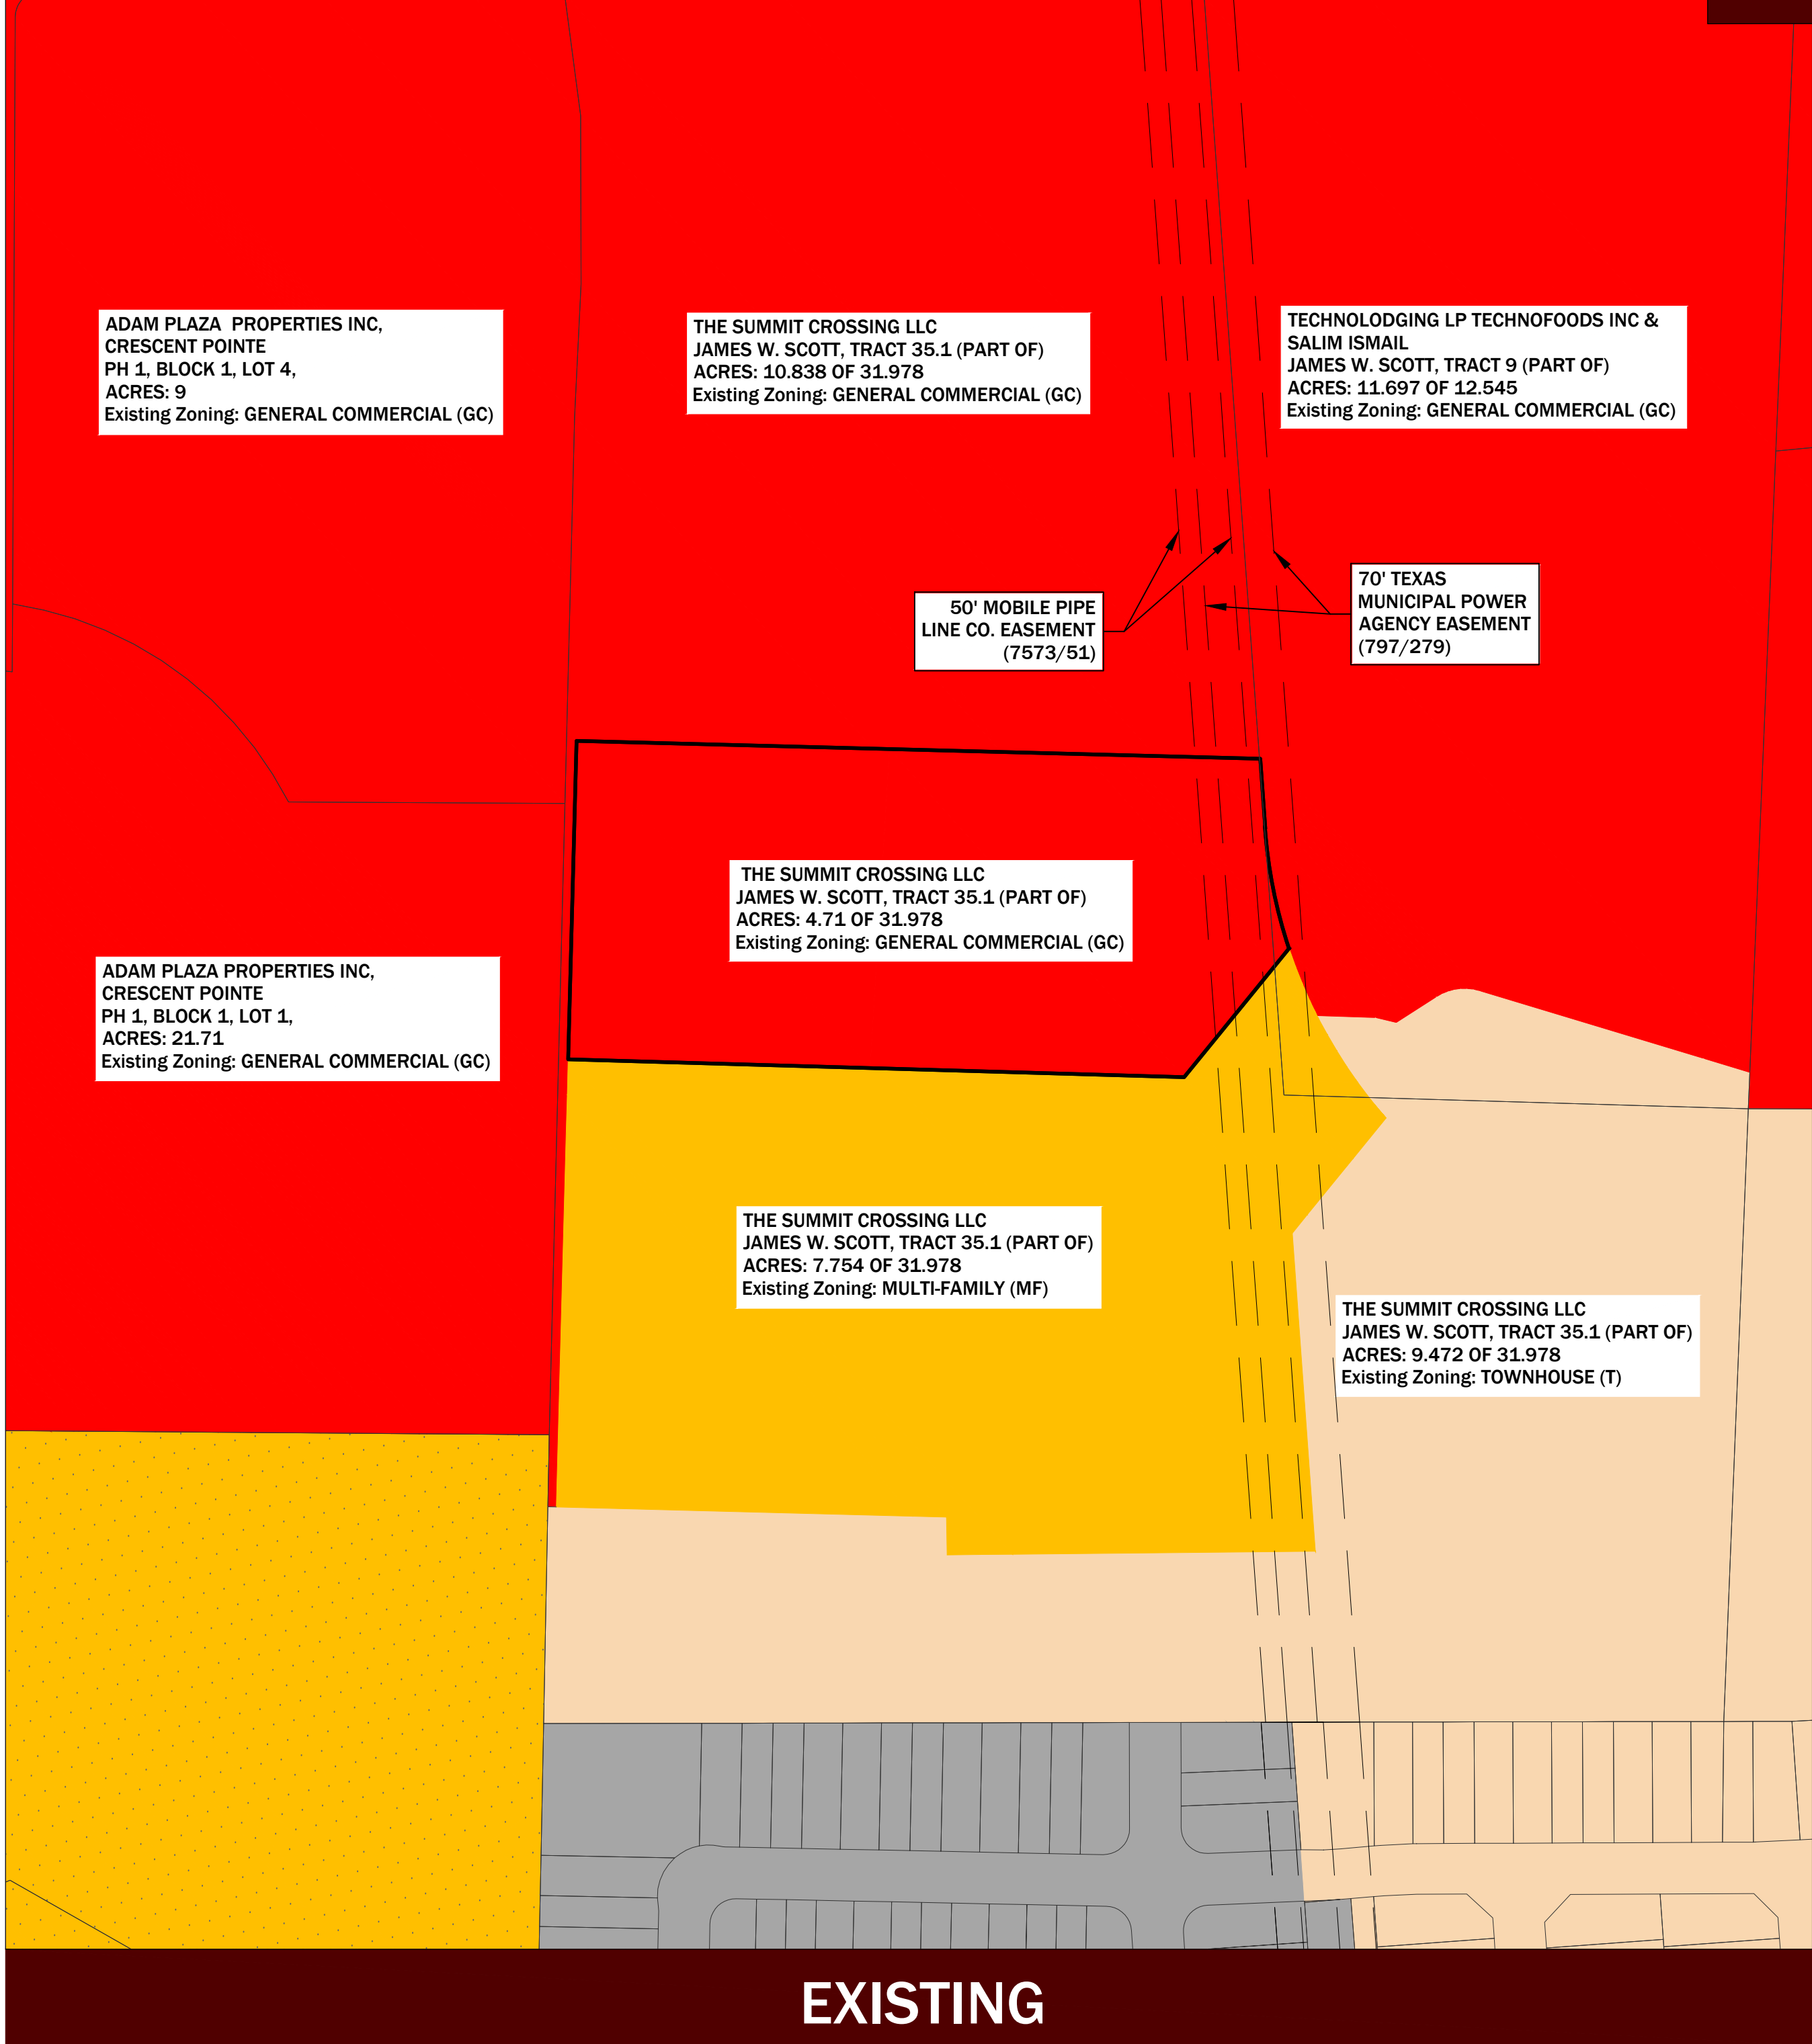 ADAM PLAZA  PROPERTIES INC,
CRESCENT POINTE
PH 1, BLOCK 1, LOT 4,
ACRES: 9
Existing Zoning: GENERAL COMMERCIAL (GC)
THE SUMMIT CROSSING LLC
JAMES W. SCOTT, TRACT 35.1 (PART OF)
ACRES: 10.838 OF 31.978
Existing Zoning: GENERAL COMMERCIAL (GC)
TECHNOLODGING LP TECHNOFOODS INC &
SALIM ISMAIL
JAMES W. SCOTT, TRACT 9 (PART OF)
ACRES: 11.697 OF 12.545
Existing Zoning: GENERAL COMMERCIAL (GC)
50' MOBILE PIPE
LINE CO. EASEMENT
(7573/51)
70' TEXAS
MUNICIPAL POWER
AGENCY EASEMENT
(797/279)
THE SUMMIT CROSSING LLC
JAMES W. SCOTT, TRACT 35.1 (PART OF)
ACRES: 4.71 OF 31.978
Existing Zoning: GENERAL COMMERCIAL (GC)
ADAM PLAZA PROPERTIES INC,
CRESCENT POINTE
PH 1, BLOCK 1, LOT 1,
ACRES: 21.71
Existing Zoning: GENERAL COMMERCIAL (GC)
THE SUMMIT CROSSING LLC
JAMES W. SCOTT, TRACT 35.1 (PART OF)
ACRES: 7.754 OF 31.978
Existing Zoning: MULTI-FAMILY (MF)
THE SUMMIT CROSSING LLC
JAMES W. SCOTT, TRACT 35.1 (PART OF)
ACRES: 9.472 OF 31.978
Existing Zoning: TOWNHOUSE (T)
EXISTING